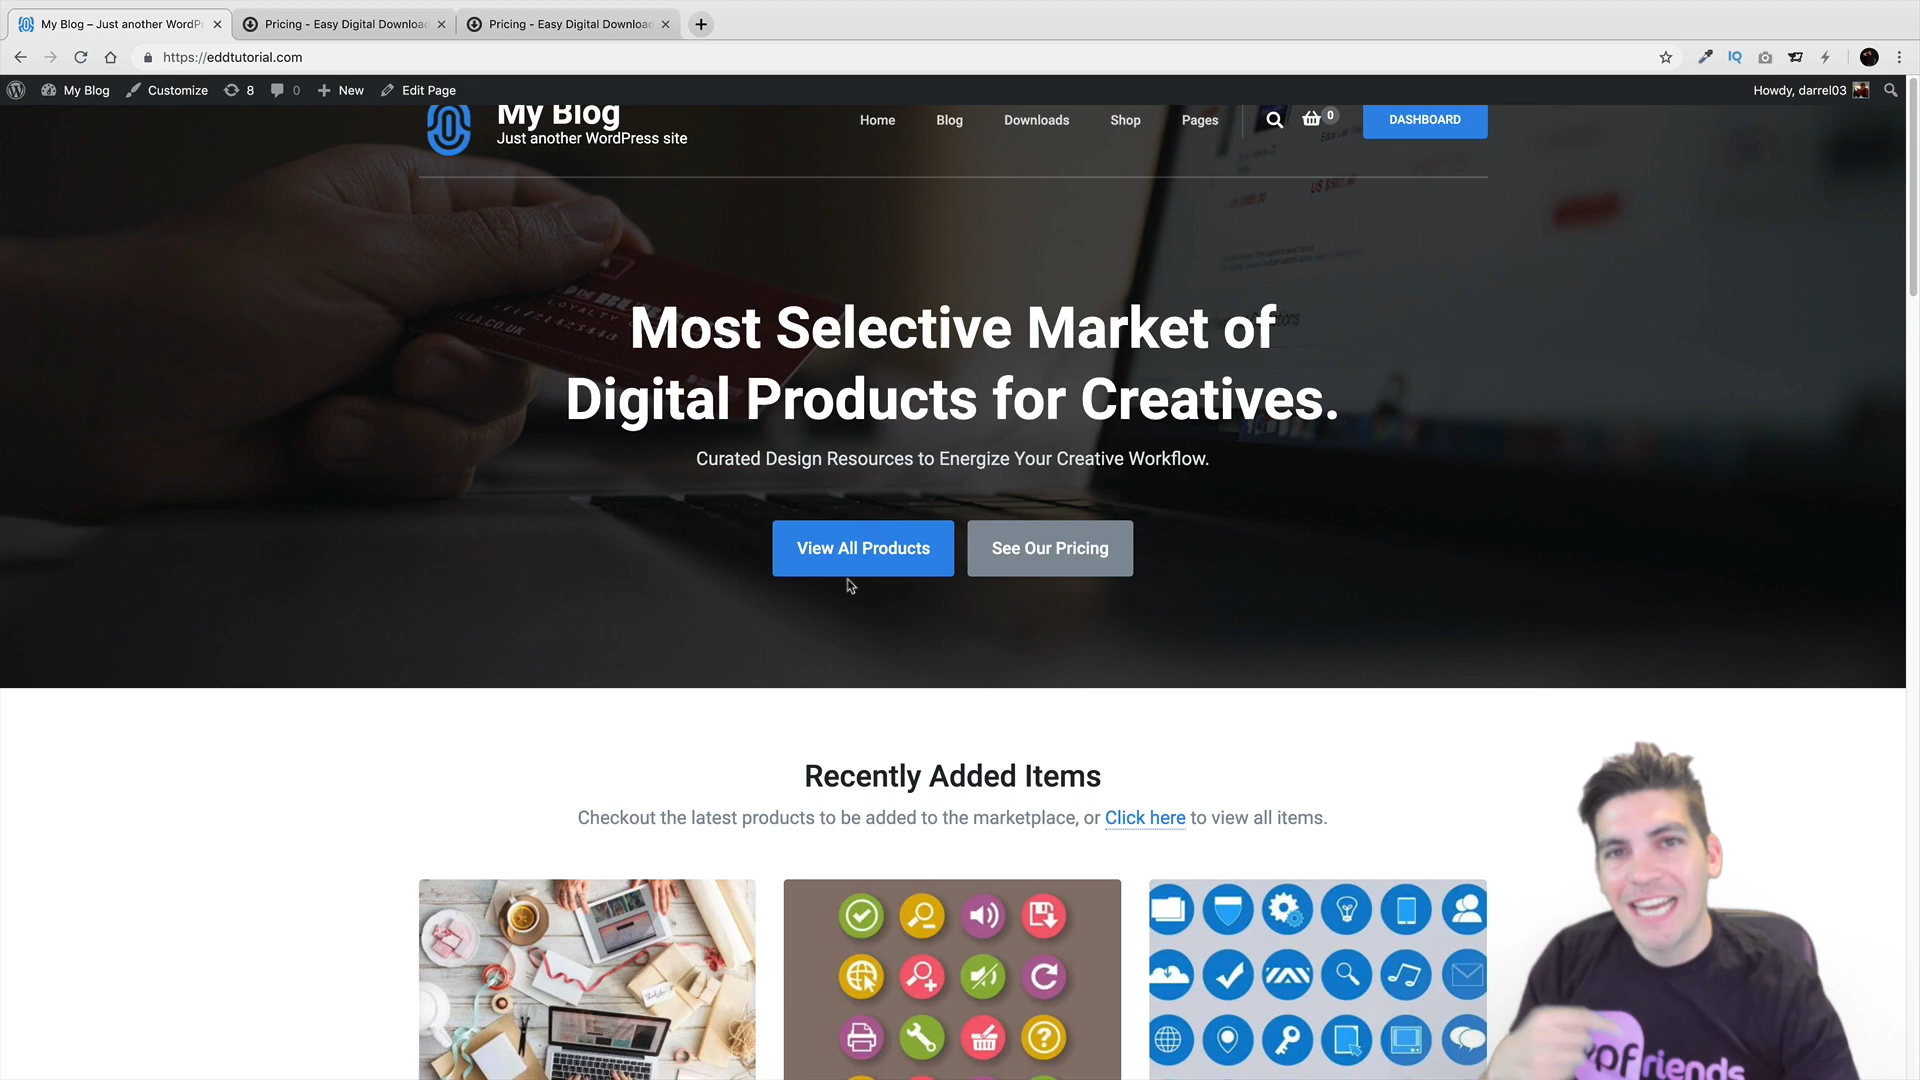 My Blog – Just another WordP
Pricing - Easy Digital Downloa
Pricing - Easy Digital Downloa
https://eddtutorial.com
IQ
My Blog
Customize
8
0
New
Edit Page
Howdy, darrel03
My Blog
Just another WordPress site
Home
Blog
Downloads
Shop
Pages
0
DASHBOARD
LOYALTY
Most Selective Market of
Digital Products for Creatives.
Curated Design Resources to Energize Your Creative Workflow.
View All Products
See Our Pricing
Recently Added Items
Checkout the latest products to be added to the marketplace, or Click here to view all items.
pfriends